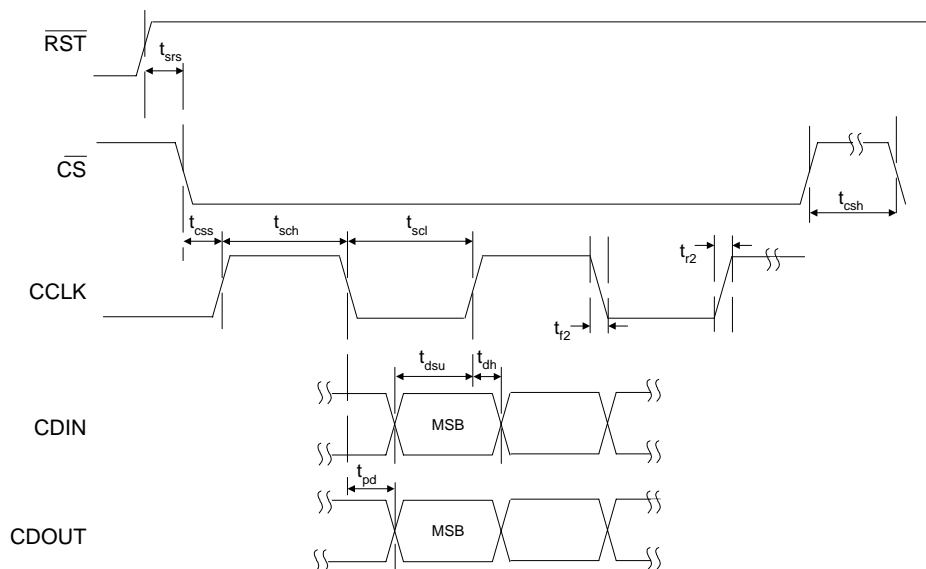 RST
t_srs
CS
t_csh
t_css
t_sch
t_scl
t_r2
CCLK
t_f2
t_dsu
t_dh
CDIN
MSB
t_pd
CDOUT
MSB